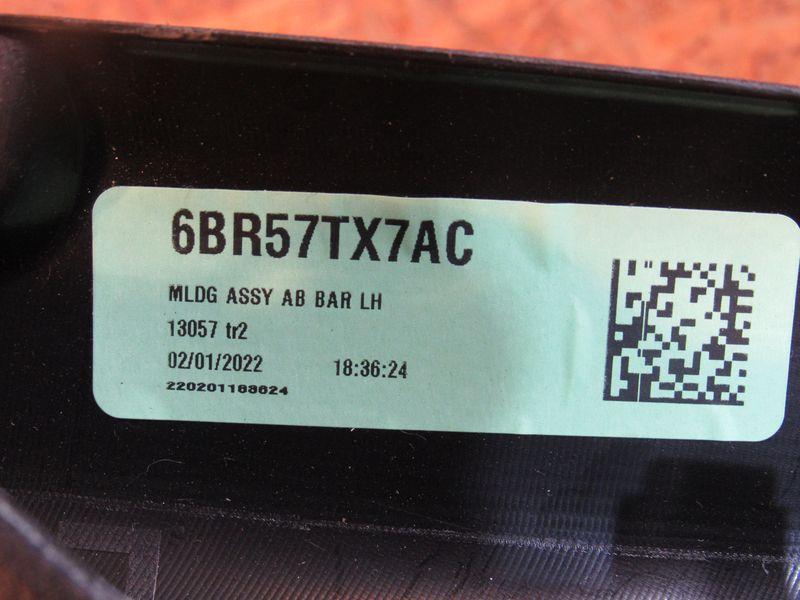 6BR57TX7AC
MLDG ASSY AB BAR LH
13057 tr2
02/01/2022 18:36:24
220201183624